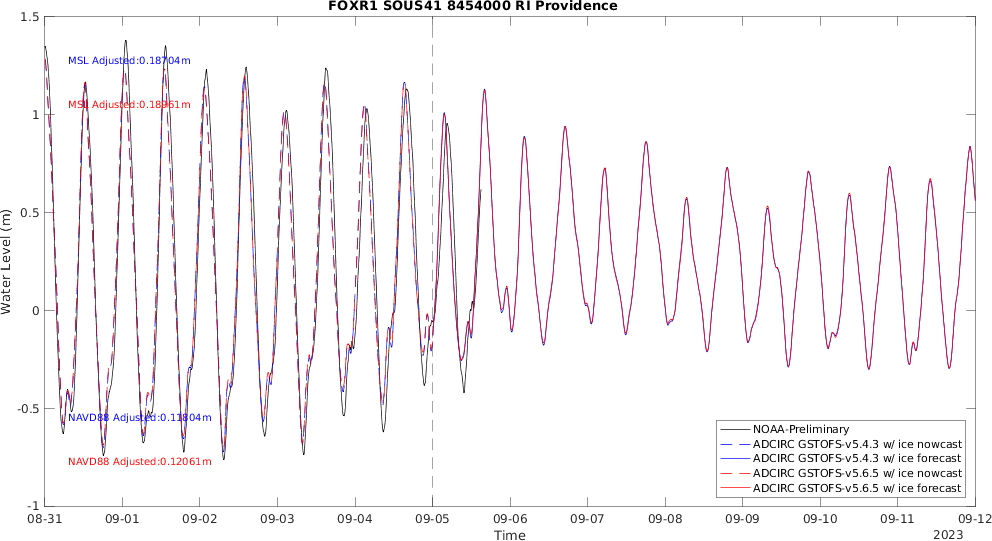 FOXR1 SOUS41 8454000 RI Providence
1.5
1
0.5
0
-0.5
-1
Water Level (m)
MSL Adjusted:0.18704m
MSL Adjusted:0.18961m
NAVD88 Adjusted:0.11804m
NAVD88 Adjusted:0.12061m
NOAA-Preliminary
ADCIRC GSTOFS-v5.4.3 w/ ice nowcast
ADCIRC GSTOFS-v5.4.3 w/ ice forecast
ADCIRC GSTOFS-v5.6.5 w/ ice nowcast
ADCIRC GSTOFS-v5.6.5 w/ ice forecast
08-31 09-01 09-02 09-03 09-04 09-05 09-06 09-07 09-08 09-09 09-10 09-11 09-12
Time
2023